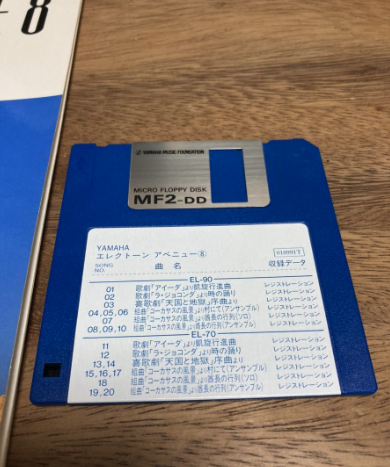 8
YAMAHA MUSIC FOUNDATION
MICRO FLOPPY DISK
MF2-DD
YAMAHA
エレクトーン アベニュー⑧
SONG NO.
曲 名
収録データ
EL-90
01 歌劇「アイーダ」より凱旋行進曲 レジストレーション
02 歌劇「ラ・ジョコンダ」より時の踊り レジストレーション
03 喜歌劇「天国と地獄」序曲より レジストレーション
04,05,06 組曲「コーカサスの風景」より村にて(アンサンブル) レジストレーション
07 組曲「コーカサスの風景」より酋長の行列(ソロ) レジストレーション
08,09,10 組曲「コーカサスの風景」より酋長の行列(アンサンブル) レジストレーション
EL-70
11 歌劇「アイーダ」より凱旋行進曲 レジストレーション
12 歌劇「ラ・ジョコンダ」より時の踊り レジストレーション
13,14 喜歌劇「天国と地獄」序曲より レジストレーション
15,16,17 組曲「コーカサスの風景」より村にて(アンサンブル) レジストレーション
18 組曲「コーカサスの風景」より酋長の行列(ソロ) レジストレーション
19,20 組曲「コーカサスの風景」より酋長の行列(アンサンブル) レジストレーション